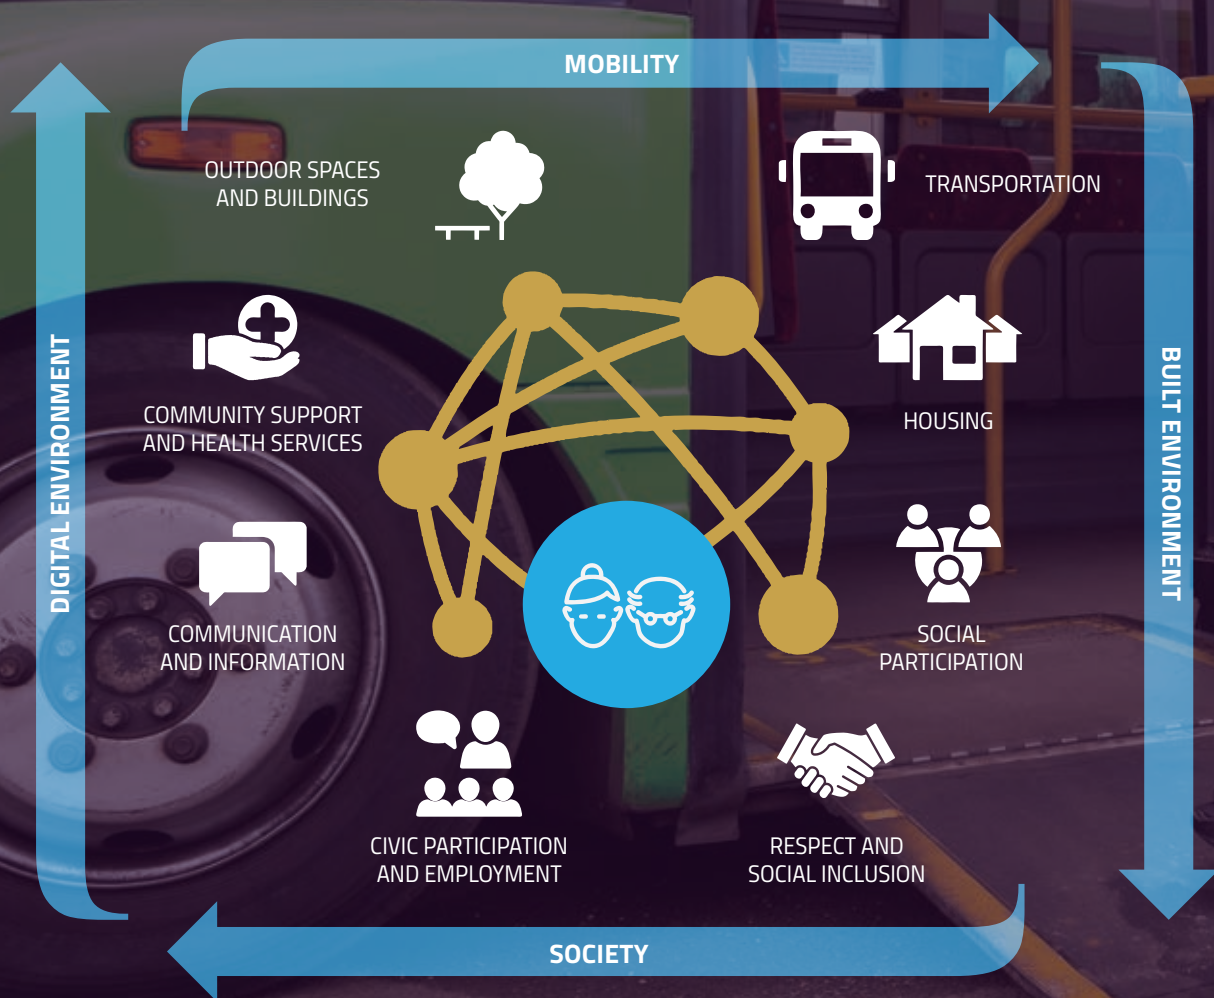 MOBILITY
OUTDOOR SPACES
AND BUILDINGS
TRANSPORTATION
COMMUNITY SUPPORT
AND HEALTH SERVICES
HOUSING
DIGITAL ENVIRONMENT
BUILT ENVIRONMENT
COMMUNICATION
AND INFORMATION
SOCIAL
PARTICIPATION
CIVIC PARTICIPATION
AND EMPLOYMENT
RESPECT AND
SOCIAL INCLUSION
SOCIETY